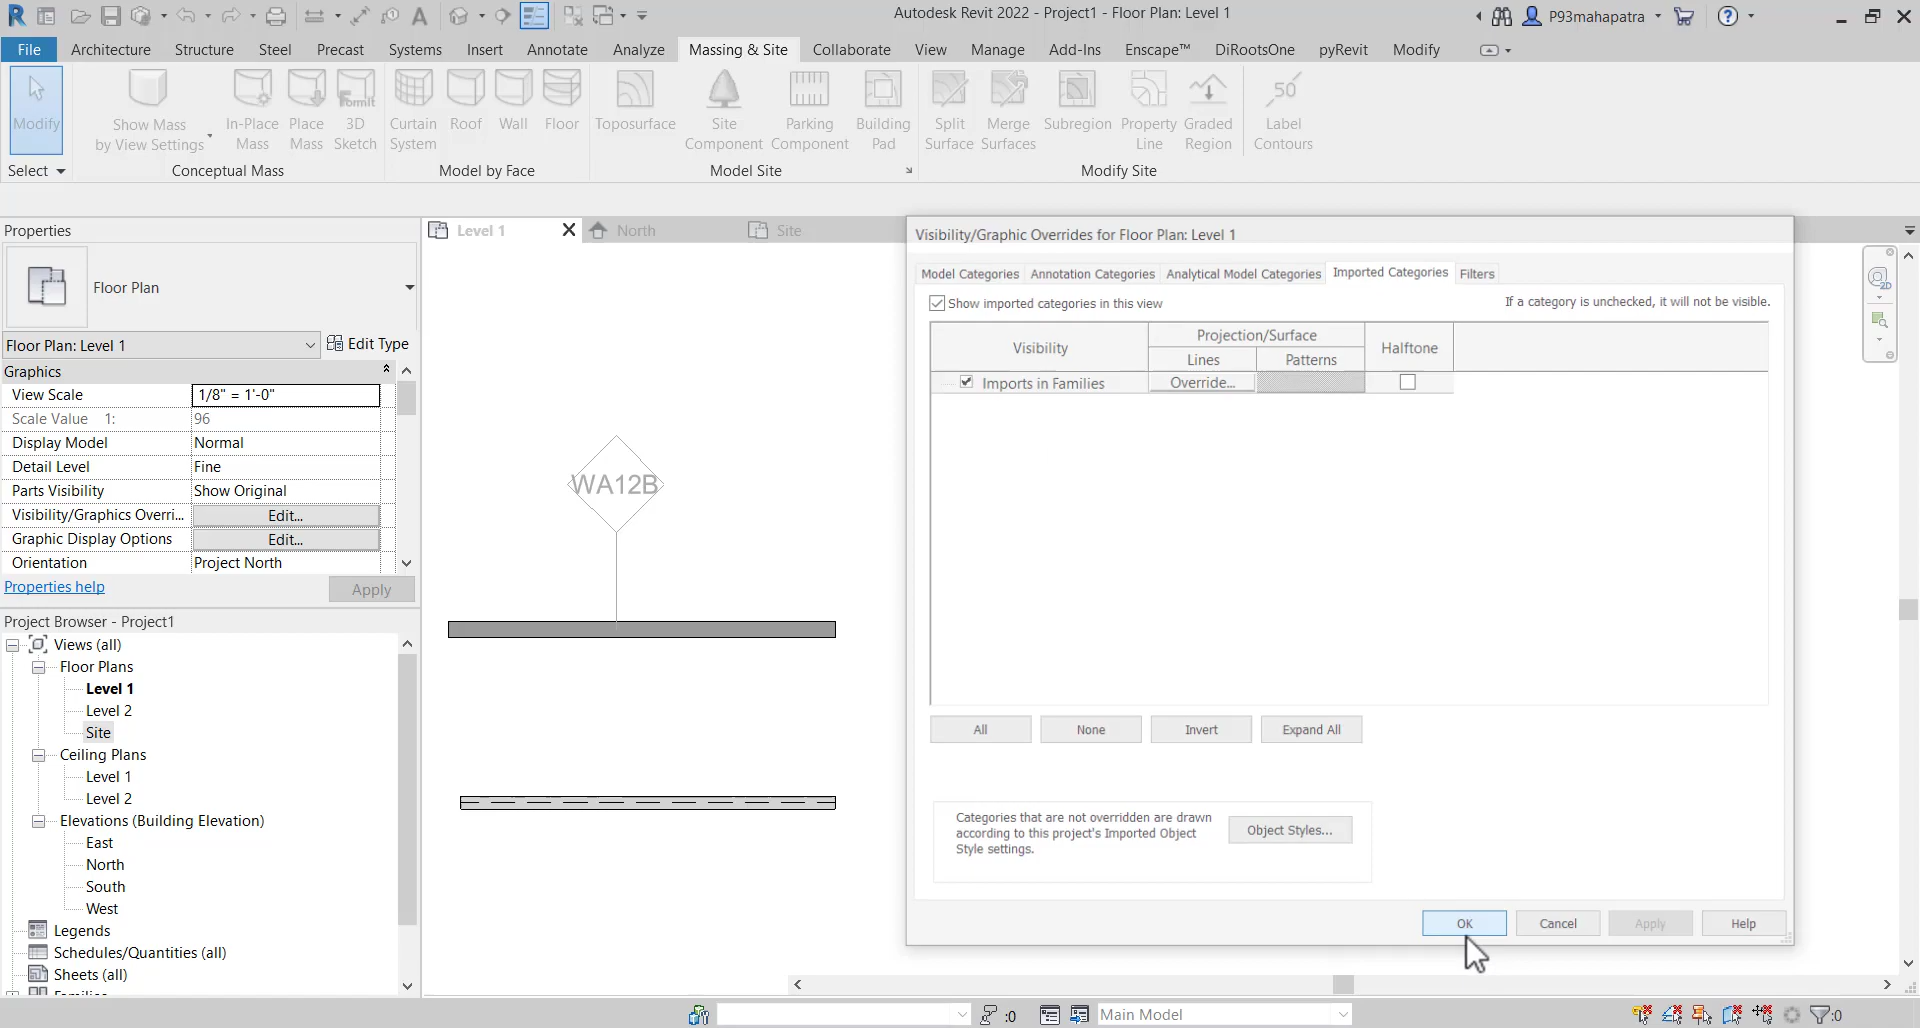 Autodesk Revit 2022 - Project1 - Floor Plan: Level 1
P93mahapatra
File Architecture Structure Steel Precast Systems Insert Annotate Analyze Massing & Site Collaborate View Manage Add-Ins Enscape™ DiRootsOne pyRevit Modify
Modify
Show Mass by View Settings
In-Place Mass
Place Mass
FormIt
3D Sketch
Curtain System
Roof
Wall
Floor
Toposurface
Site Component
Parking Component
Building Pad
Split Surface
Merge Surfaces
Subregion
Property Line
Graded Region
50
Label Contours
Select
Conceptual Mass
Model by Face
Model Site
Modify Site
Properties
Floor Plan
Floor Plan: Level 1
Edit Type
Graphics
View Scale 1/8" = 1'-0"
Scale Value 1: 96
Display Model Normal
Detail Level Fine
Parts Visibility Show Original
Visibility/Graphics Overri... Edit...
Graphic Display Options Edit...
Orientation Project North
Properties help
Apply
Project Browser - Project1
Views (all)
Floor Plans
Level 1
Level 2
Site
Ceiling Plans
Level 1
Level 2
Elevations (Building Elevation)
East
North
South
West
Legends
Schedules/Quantities (all)
Sheets (all)
Level 1
North
Site
2D
WA12B
Visibility/Graphic Overrides for Floor Plan: Level 1
Model Categories Annotation Categories Analytical Model Categories Imported Categories Filters
Show imported categories in this view
If a category is unchecked, it will not be visible.
Visibility
Projection/Surface
Lines
Patterns
Halftone
Imports in Families
Override...
All
None
Invert
Expand All
Categories that are not overridden are drawn
according to this project's Imported Object
Style settings.
Object Styles...
OK
Cancel
Apply
Help
:0
Main Model
:0